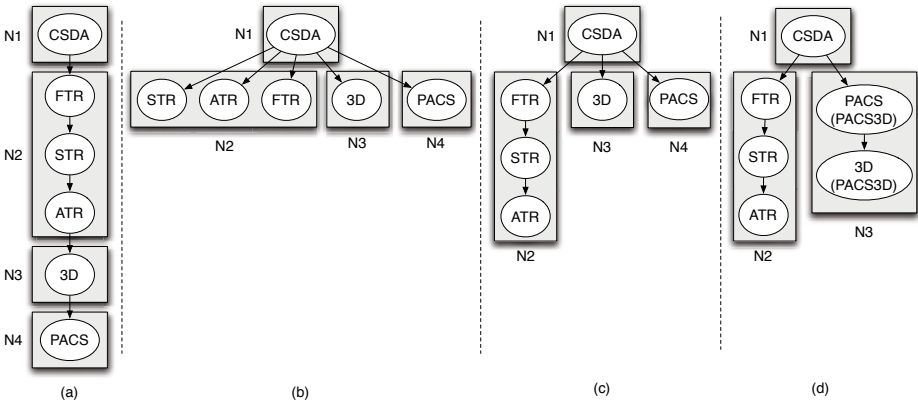 N1
CSDA
FTR
N2
STR
ATR
N3
3D
N4
PACS
(a)
N1
CSDA
STR
ATR
FTR
3D
PACS
N2
N3
N4
(b)
N1
CSDA
FTR
3D
PACS
N3
N4
STR
ATR
N2
(c)
N1
CSDA
FTR
PACS
(PACS3D)
STR
3D
(PACS3D)
ATR
N3
N2
(d)